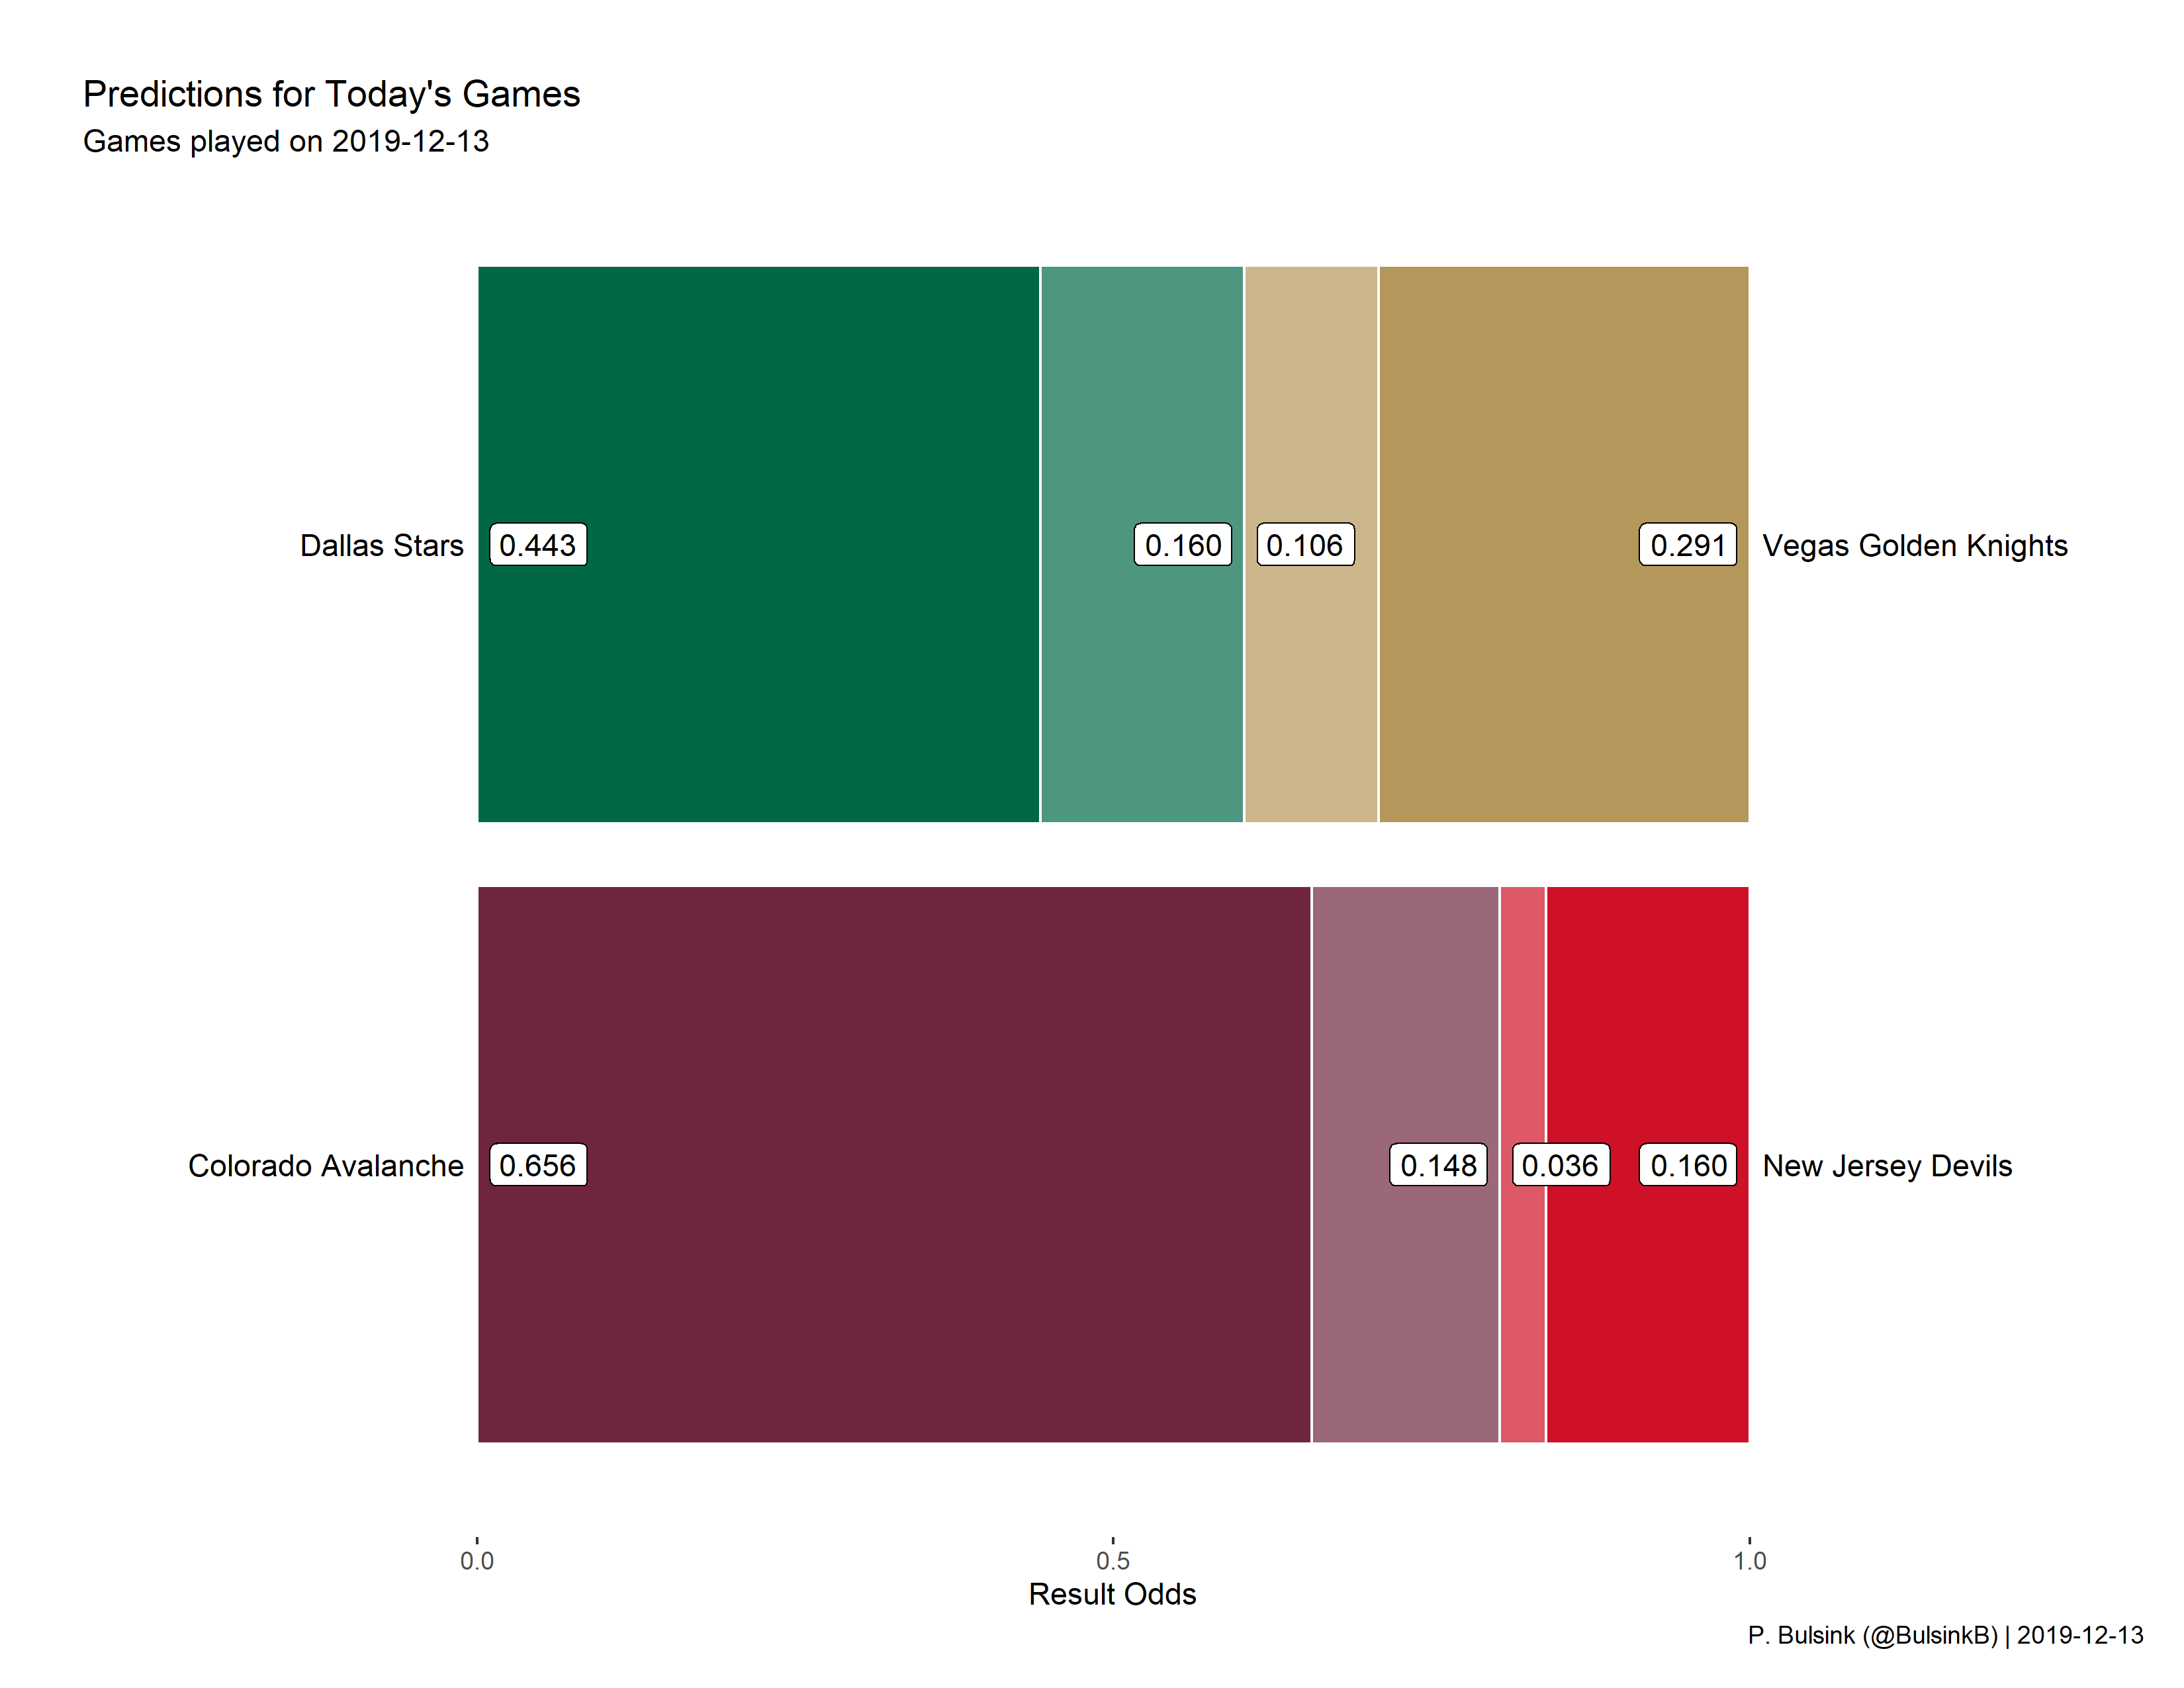 Predictions for Today's Games
Games played on 2019-12-13
Dallas Stars 0.443 0.160 0.106 0.291 Vegas Golden Knights
Colorado Avalanche 0.656 0.148 0.036 0.160 New Jersey Devils
0.0 0.5 1.0
Result Odds
P. Bulsink (@BulsinkB) | 2019-12-13